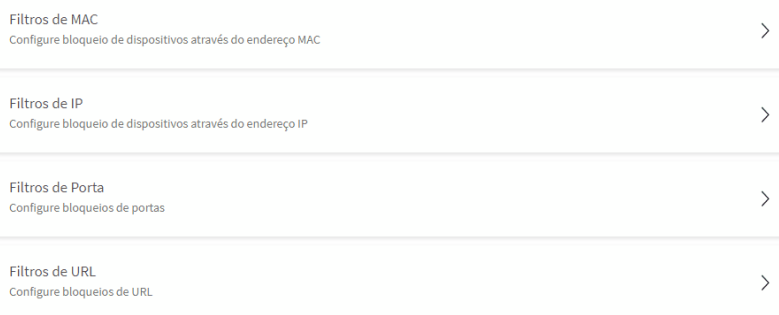 Filtros de MAC
Configure bloqueio de dispositivos através do endereço MAC
Filtros de IP
Configure bloqueio de dispositivos através do endereço IP
Filtros de Porta
Configure bloqueios de portas
Filtros de URL
Configure bloqueios de URL